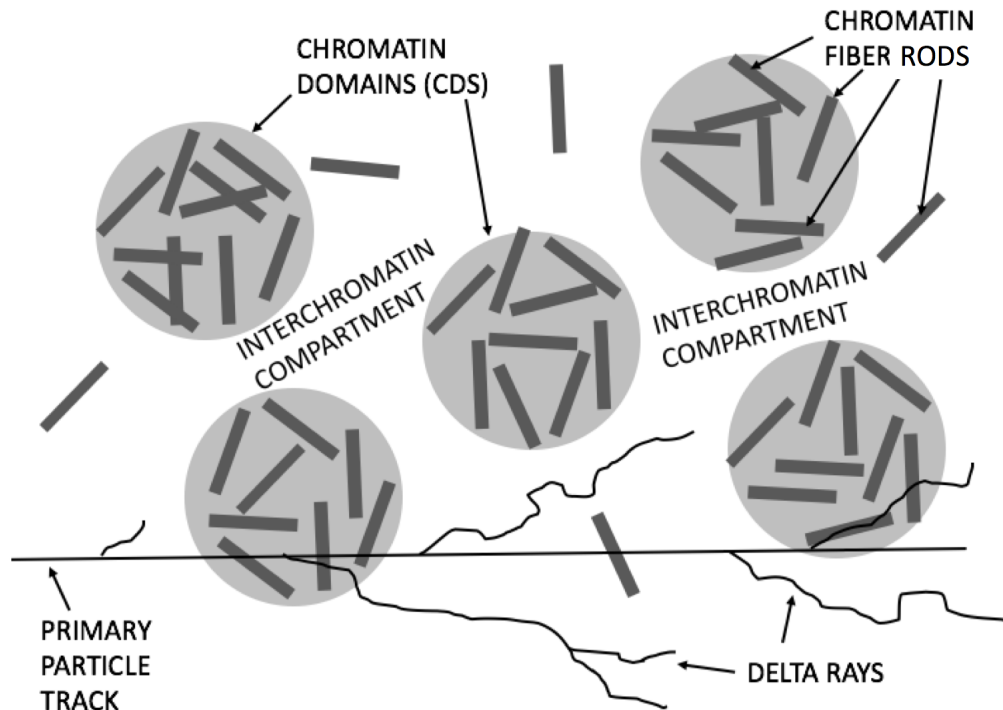 CHROMATIN
DOMAINS (CDS)
CHROMATIN
FIBER RODS
INTERCHROMATIN
COMPARTMENT
INTERCHROMATIN
COMPARTMENT
PRIMARY
PARTICLE
TRACK
DELTA RAYS